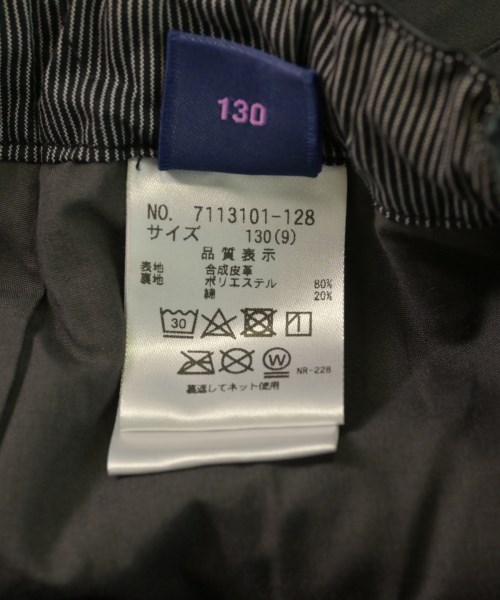 130
NO. 7113101-128
サイズ 130(9)
品質表示
表地 合成皮革
裏地 ポリエステル 80%
綿 20%
30
W
NR-228
裏返してネット使用